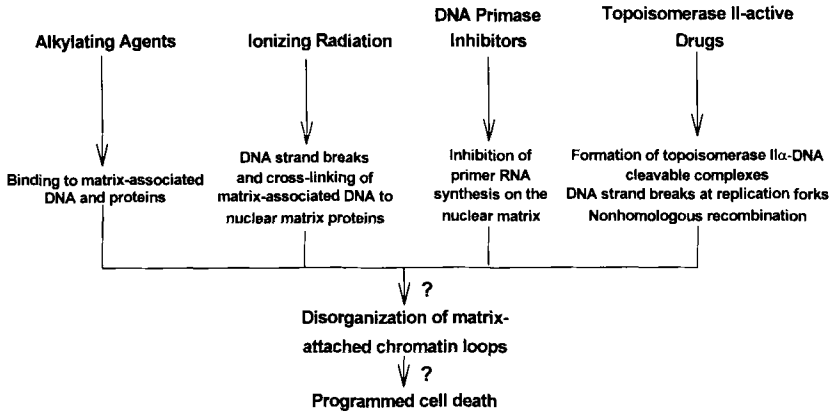 Alkylating Agents
Ionizing Radiation
DNA Primase
Inhibitors
Topoisomerase II-active
Drugs
Binding to matrix-associated
DNA and proteins
DNA strand breaks
and cross-linking of
matrix-associated DNA to
nuclear matrix proteins
Inhibition of
primer RNA
synthesis on the
nuclear matrix
Formation of topoisomerase IIα-DNA
cleavable complexes
DNA strand breaks at replication forks
Nonhomologous recombination
?
Disorganization of matrix-
attached chromatin loops
?
Programmed cell death